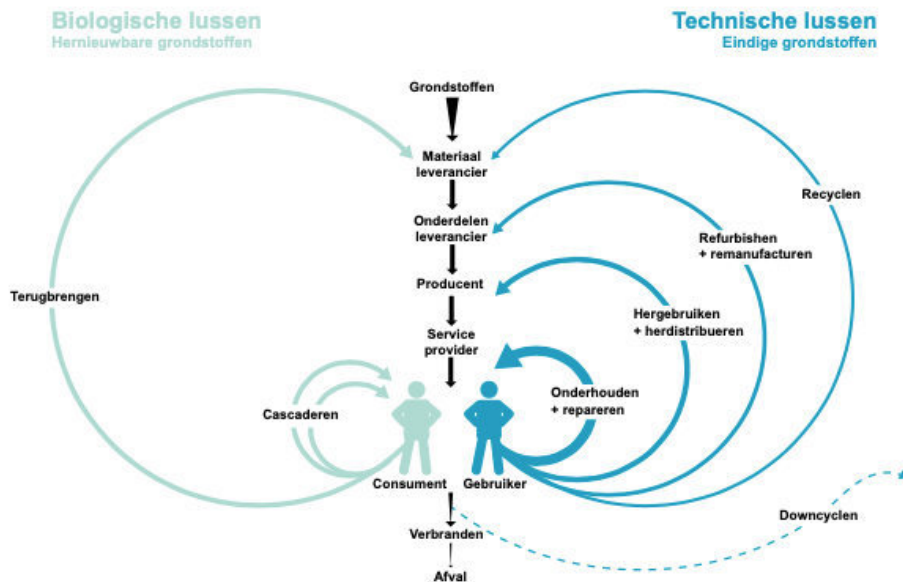 Biologische lussen
Hernieuwbare grondstoffen
Technische lussen
Eindige grondstoffen
Grondstoffen
Materiaal
leverancier
Recyclen
Onderdelen
leverancier
Refurbishen
+ remanufacturen
Producent
Terugbrengen
Hergebruiken
+ herdistribueren
Service
provider
Onderhouden
+ repareren
Cascaderen
Consument
Gebruiker
Downcyclen
Verbranden
Afval